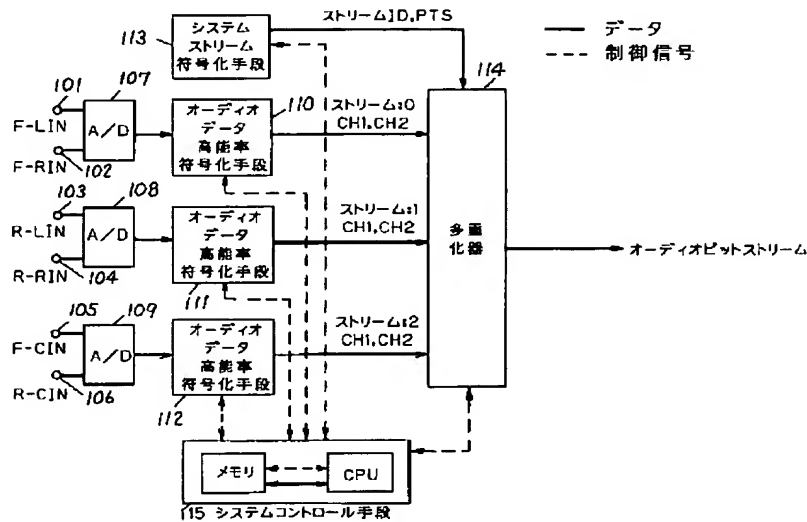 ストリームID,PTS
データ
制御信号
113
システム
ストリーム
符号化手段
114
101
107
F-LIN
A/D
F-RIN
102
110
オーディオ
データ
高能率
符号化手段
ストリーム:0
CH1,CH2
103
108
R-LIN
A/D
R-RIN
104
オーディオ
データ
高能率
符号化手段
111
ストリーム:1
CH1,CH2
多重
化器
オーディオビットストリーム
105
109
F-CIN
A/D
R-CIN
106
オーディオ
データ
高能率
符号化手段
112
ストリーム:2
CH1,CH2
メモリ
CPU
115 システムコントロール手段